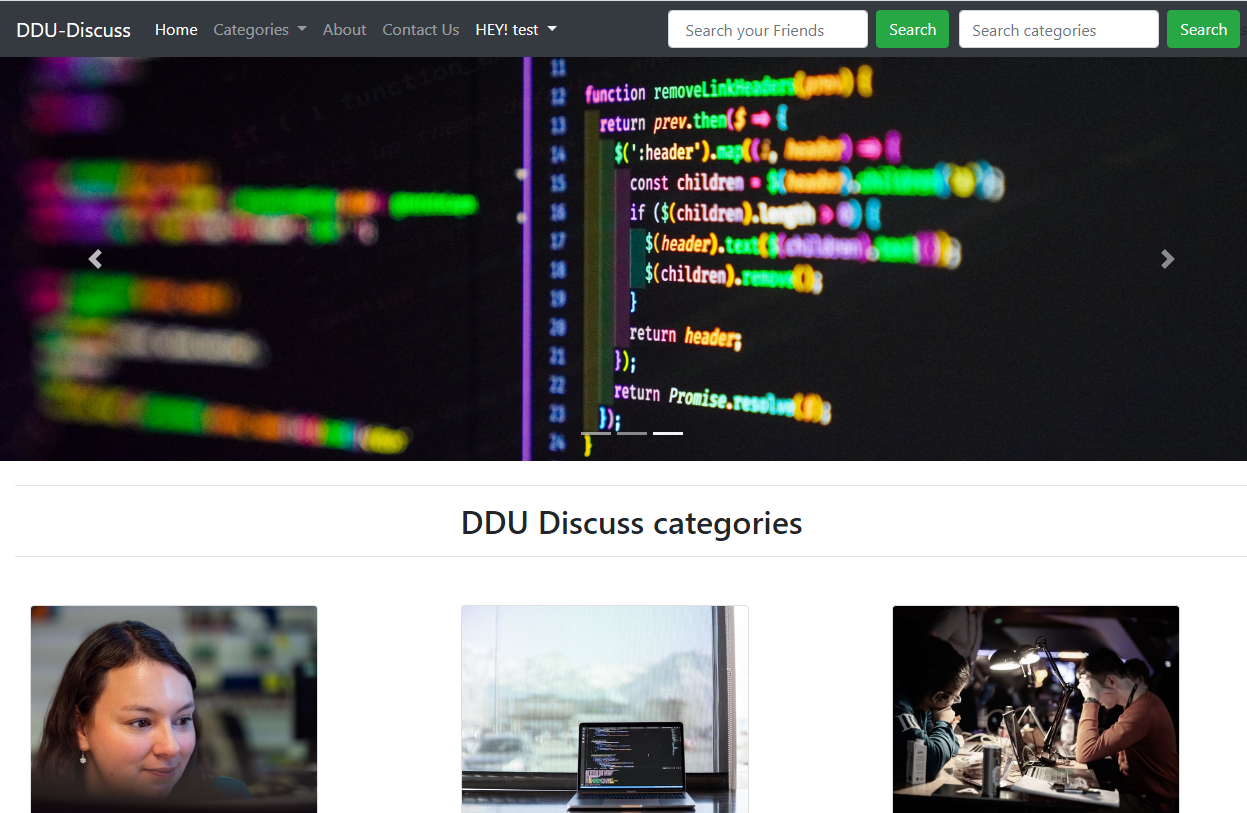 DDU-Discuss Home Categories About Contact Us HEY! test Search your Friends Search Search categories Search
11
12 function removeLinkHeaders(prev) {
13 return prev.then($ => {
14 $(':header').map((i, header) => {
15 const children = $(header).children()
16 if ($(children).length > 0) {
17 $(header).text($(children).text())
18 $(children).remove();
19 }
20 return header;
21 });
22 return Promise.resolve($);
23 });
24 }
DDU Discuss categories